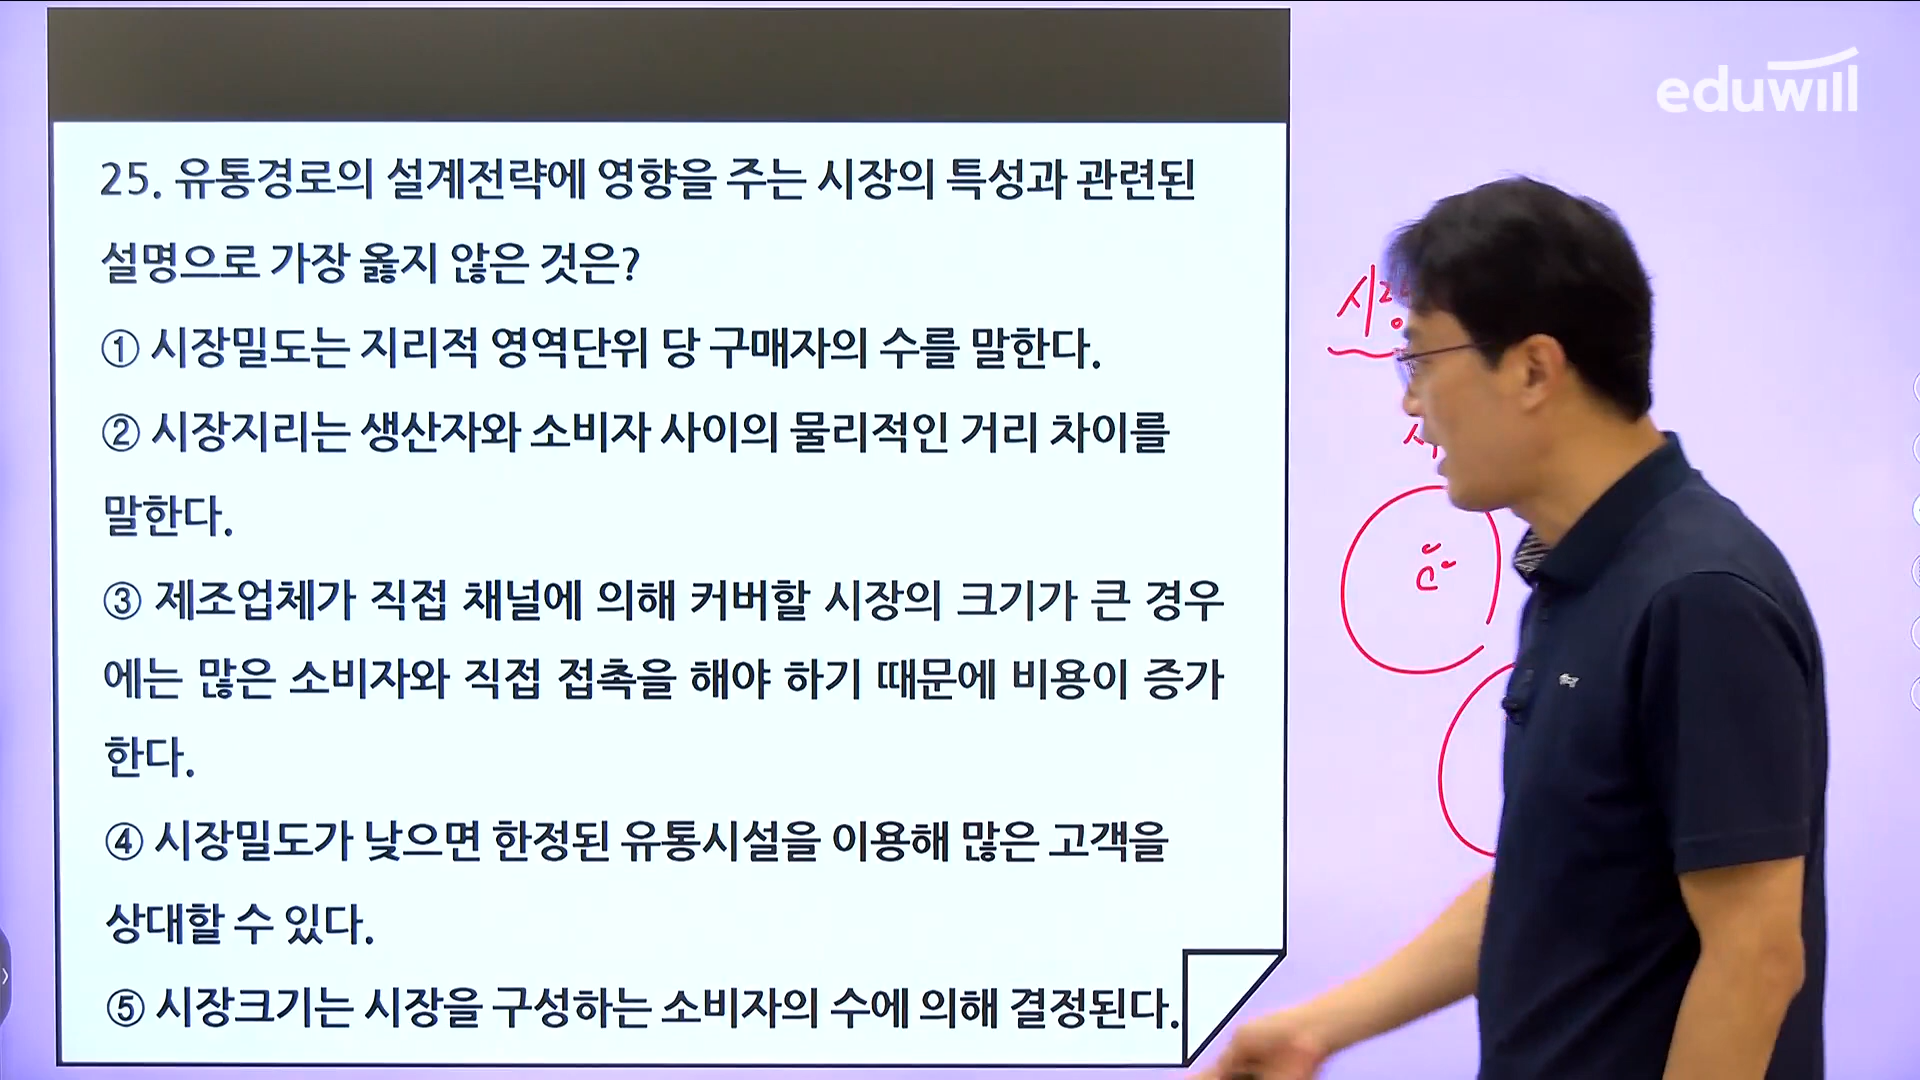 eduwill
25. 유통경로의 설계전략에 영향을 주는 시장의 특성과 관련된
설명으로 가장 옳지 않은 것은?
① 시장밀도는 지리적 영역단위 당 구매자의 수를 말한다.
② 시장지리는 생산자와 소비자 사이의 물리적인 거리 차이를
말한다.
③ 제조업체가 직접 채널에 의해 커버할 시장의 크기가 큰 경우
에는 많은 소비자와 직접 접촉을 해야 하기 때문에 비용이 증가
한다.
④ 시장밀도가 낮으면 한정된 유통시설을 이용해 많은 고객을
상대할 수 있다.
⑤ 시장크기는 시장을 구성하는 소비자의 수에 의해 결정된다.